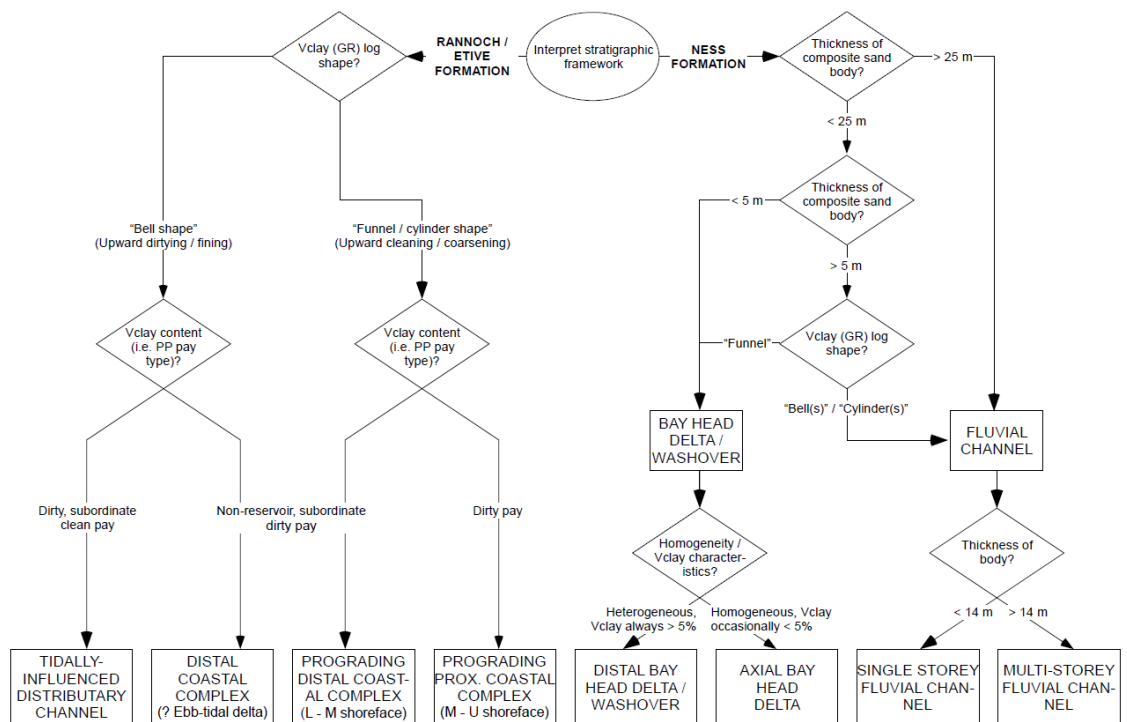 Vclay (GR) log
shape?
RANNOCH /
ETIVE
FORMATION
Interpret stratigraphic
framework
NESS
FORMATION
Thickness of
composite sand
body?
> 25 m
< 25 m
Thickness of
composite sand
body?
< 5 m
> 5 m
"Bell shape"
(Upward dirtying / fining)
"Funnel / cylinder shape"
(Upward cleaning / coarsening)
Vclay content
(i.e. PP pay
type)?
Vclay content
(i.e. PP pay
type)?
"Funnel"
Vclay (GR) log
shape?
"Bell(s)" / "Cylinder(s)"
BAY HEAD
DELTA /
WASHOVER
FLUVIAL
CHANNEL
Dirty, subordinate
clean pay
Non-reservoir, subordinate
dirty pay
Dirty pay
Homogeneity /
Vclay character-
istics?
Thickness of
body?
Heterogeneous,
Vclay always > 5%
Homogeneous, Vclay
occasionally < 5%
< 14 m
> 14 m
TIDALLY-
INFLUENCED
DISTRIBUTARY
CHANNEL
DISTAL
COASTAL
COMPLEX
(? Ebb-tidal delta)
PROGRADING
DISTAL COAST-
AL COMPLEX
(L - M shoreface)
PROGRADING
PROX. COASTAL
COMPLEX
(M - U shoreface)
DISTAL BAY
HEAD DELTA /
WASHOVER
AXIAL BAY
HEAD
DELTA
SINGLE STOREY
FLUVIAL CHAN-
NEL
MULTI-STOREY
FLUVIAL CHAN-
NEL